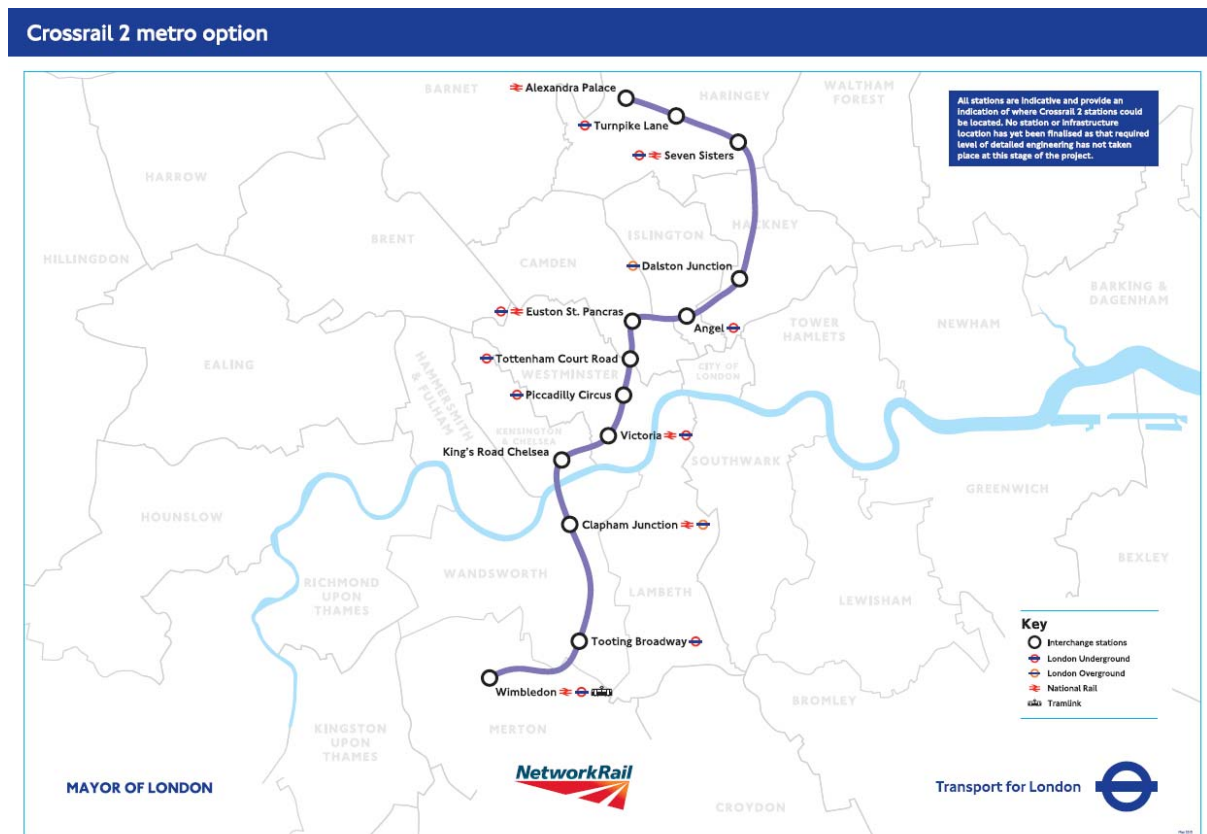 Crossrail 2 metro option
All stations are indicative and provide an
indication of where Crossrail 2 stations could
be located. No station or infrastructure
location has yet been finalised as that required
level of detailed engineering has not taken
place at this stage of the project.
BARNET
Alexandra Palace
HARINGEY
WALTHAM
FOREST
Turnpike Lane
Seven Sisters
HARROW
HACKNEY
ISLINGTON
BRENT
HILLINGDON
CAMDEN
Dalston Junction
BARKING &
DAGENHAM
Euston St. Pancras
Angel
TOWER
HAMLETS
NEWHAM
EALING
HAMMERSMITH
& FULHAM
Tottenham Court Road
WESTMINSTER
CITY OF
LONDON
Piccadilly Circus
KENSINGTON
& CHELSEA
Victoria
King's Road Chelsea
SOUTHWARK
GREENWICH
HOUNSLOW
Clapham Junction
BEXLEY
WANDSWORTH
RICHMOND
UPON
THAMES
LAMBETH
LEWISHAM
Tooting Broadway
Wimbledon
Key
Interchange stations
London Underground
London Overground
National Rail
Tramlink
BROMLEY
MERTON
KINGSTON
UPON
THAMES
MAYOR OF LONDON
NetworkRail
CROYDON
Transport for London